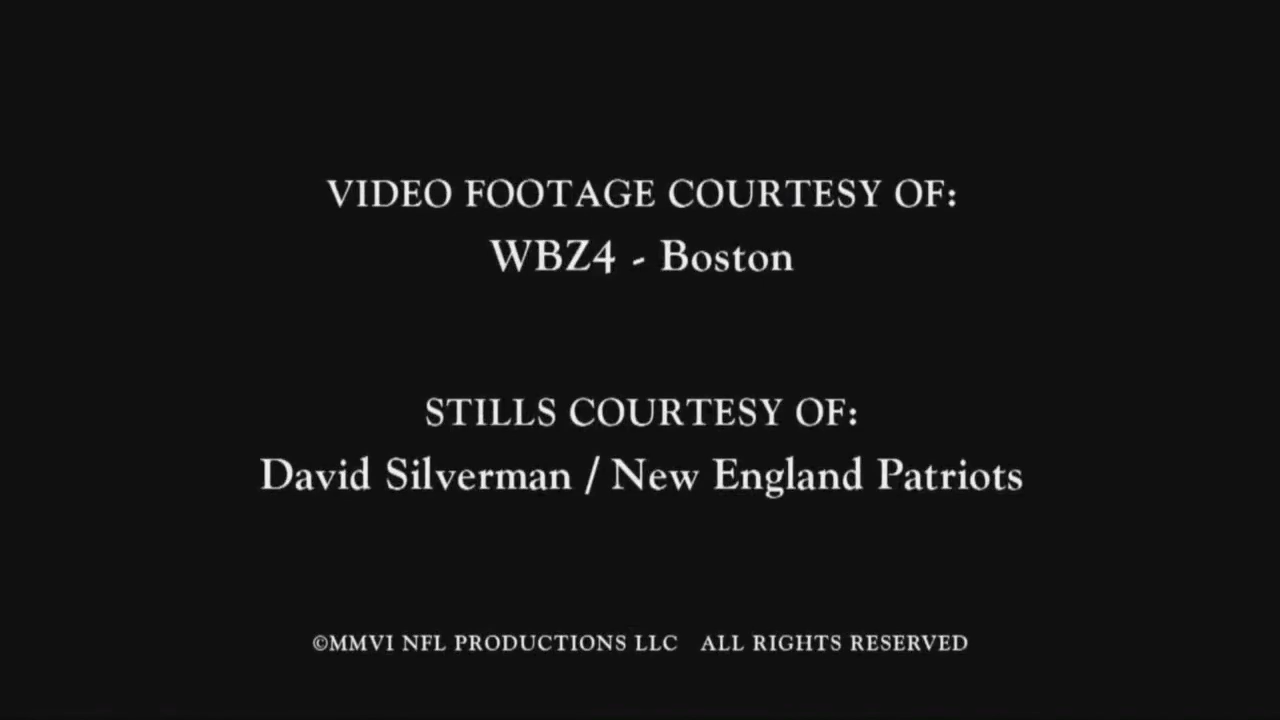 VIDEO FOOTAGE COURTESY OF:
WBZ4 - Boston
STILLS COURTESY OF:
David Silverman / New England Patriots
©MMVI NFL PRODUCTIONS LLC ALL RIGHTS RESERVED